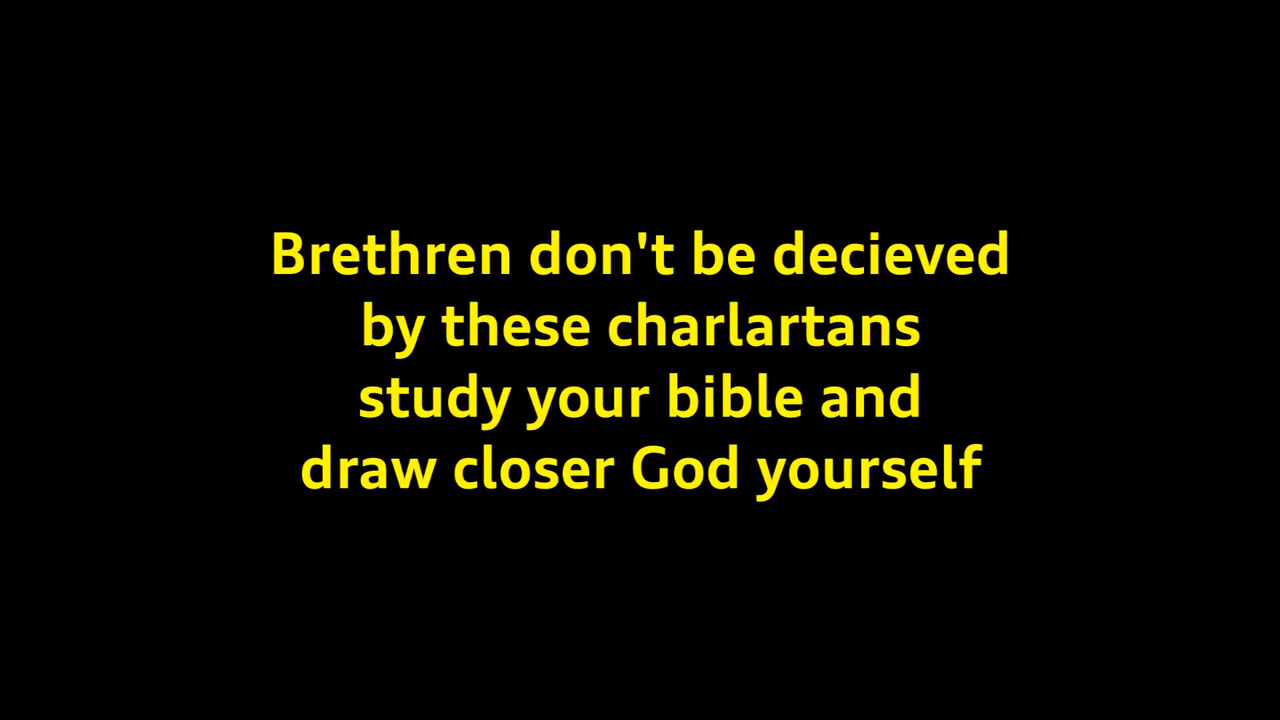 Brethren don't be decieved
by these charlartans
study your bible and
draw closer God yourself